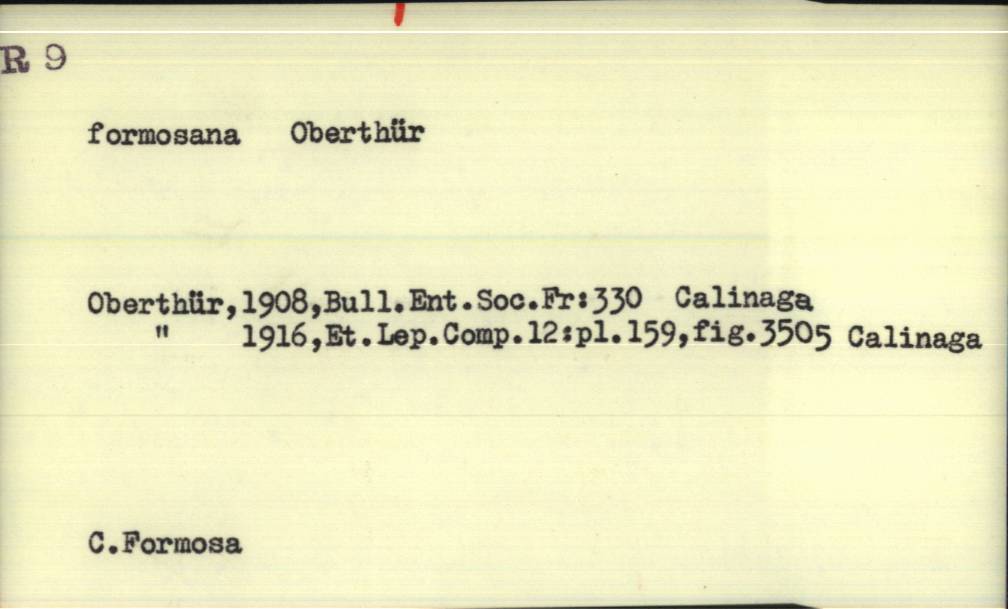 R 9
formosana Oberthür
Oberthür,1908,Bull.Ent.Soc.Fr:330 Calinaga
" 1916,Et.Lep.Comp.12:pl.159,fig.3505 Calinaga
C.Formosa